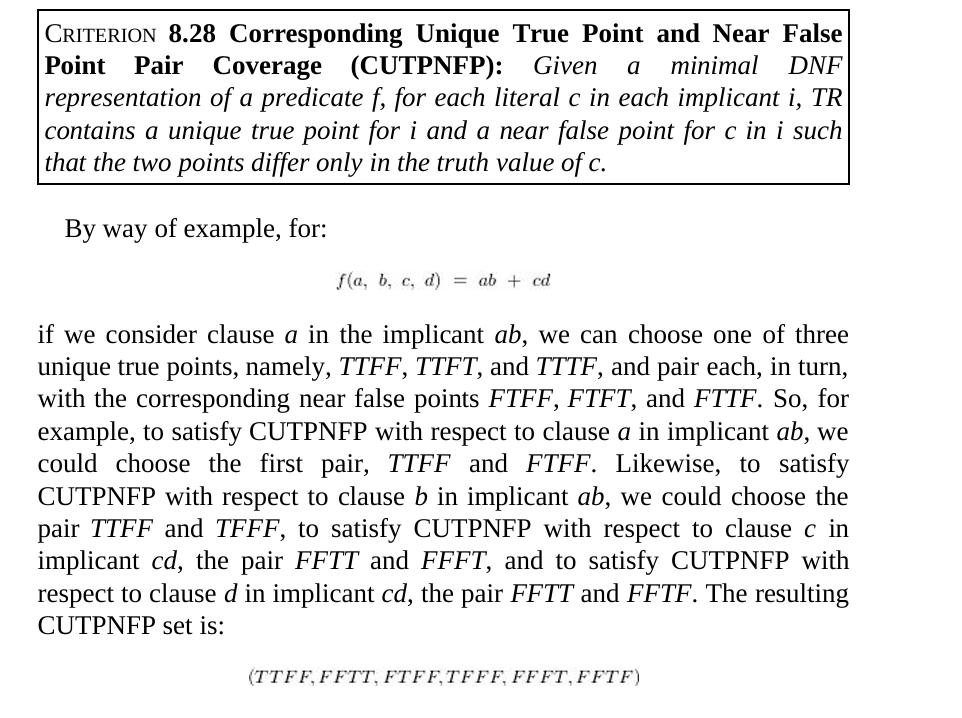 CRITERION 8.28 Corresponding Unique True Point and Near False
Point Pair Coverage (CUTPNFP): Given a minimal DNF
representation of a predicate f, for each literal c in each implicant i, TR
contains a unique true point for i and a near false point for c in i such
that the two points differ only in the truth value of c.
By way of example, for:
f(a, b, c, d) = ab + cd
if we consider clause a in the implicant ab, we can choose one of three
unique true points, namely, TTFF, TTFT, and TTTF, and pair each, in turn,
with the corresponding near false points FTFF, FTFT, and FTTF. So, for
example, to satisfy CUTPNFP with respect to clause a in implicant ab, we
could choose the first pair, TTFF and FTFF. Likewise, to satisfy
CUTPNFP with respect to clause b in implicant ab, we could choose the
pair TTFF and TFFF, to satisfy CUTPNFP with respect to clause c in
implicant cd, the pair FFTT and FFFT, and to satisfy CUTPNFP with
respect to clause d in implicant cd, the pair FFTT and FFTF. The resulting
CUTPNFP set is:
(TTFF, FFTT, FTFF, TFFF, FFFT, FFTF)